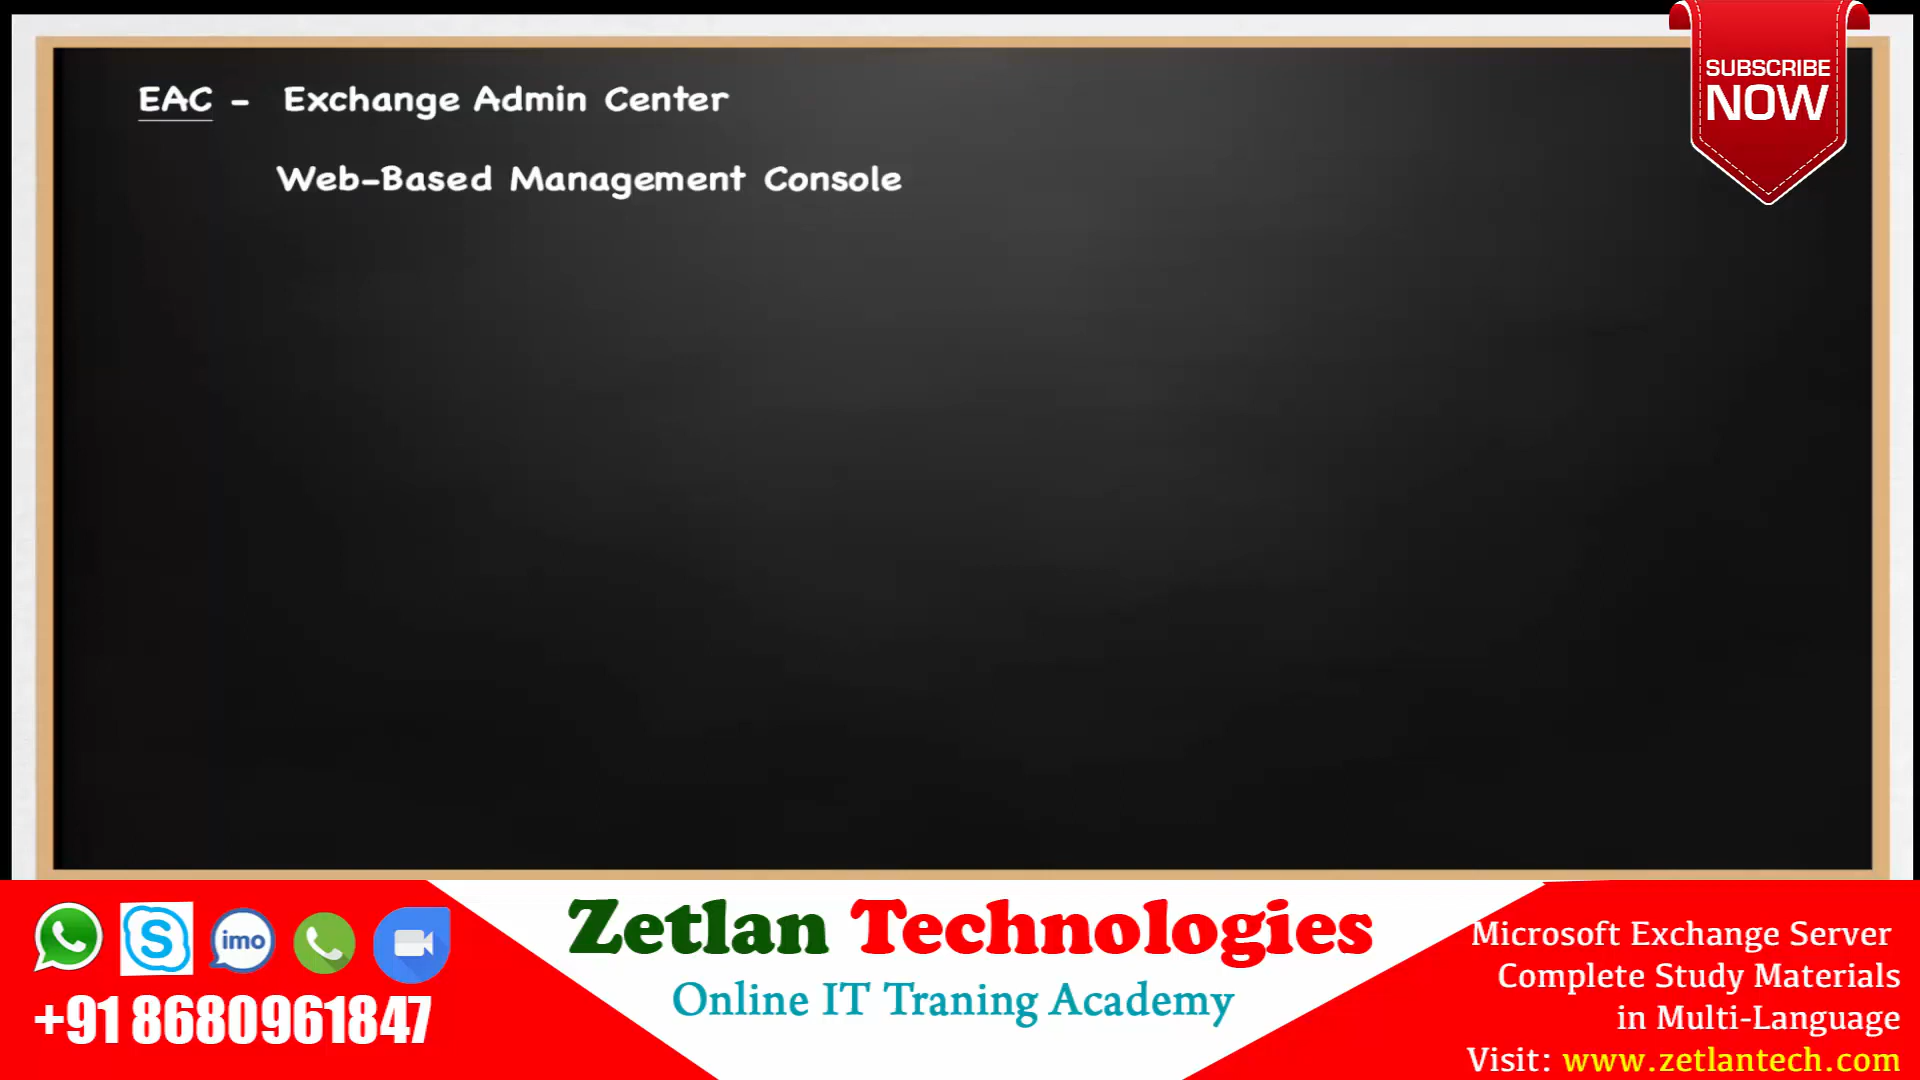 EAC - Exchange Admin Center
Web-Based Management Console
SUBSCRIBE
NOW
imo
+91 8680961847
Zetlan Technologies
Online IT Traning Academy
Microsoft Exchange Server
Complete Study Materials
in Multi-Language
Visit: www.zetlantech.com